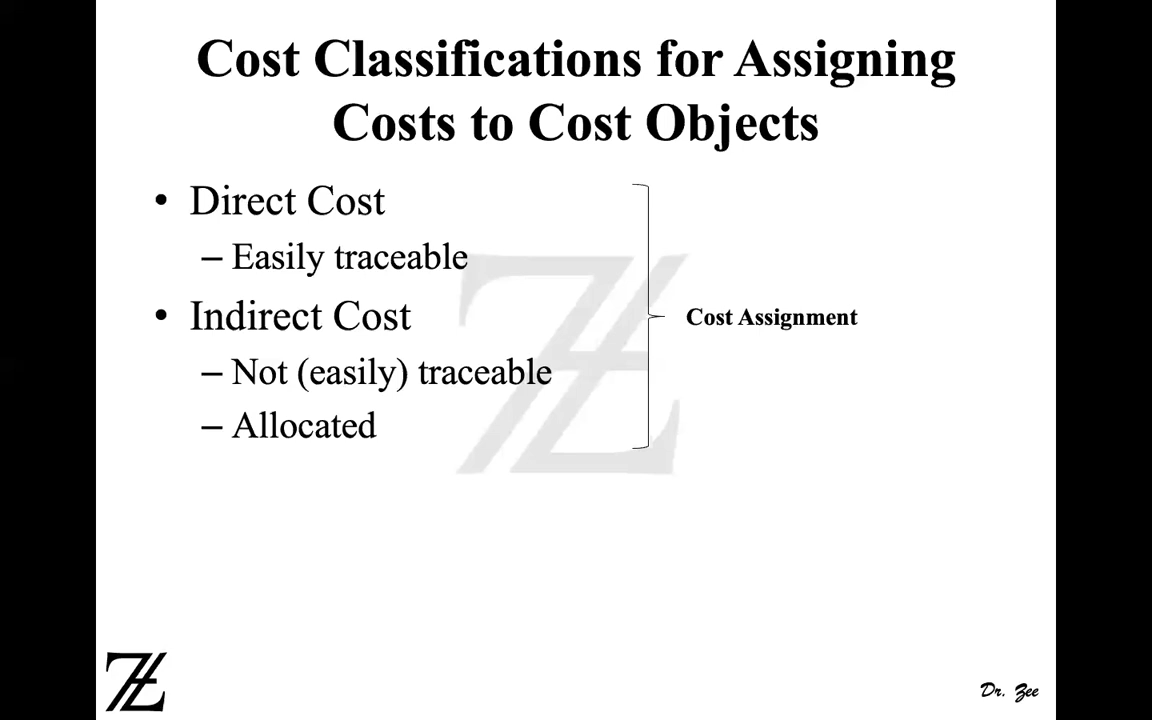 Cost Classifications for Assigning
Costs to Cost Objects
• Direct Cost
– Easily traceable
• Indirect Cost
– Not (easily) traceable
– Allocated
Cost Assignment
Dr. Zee